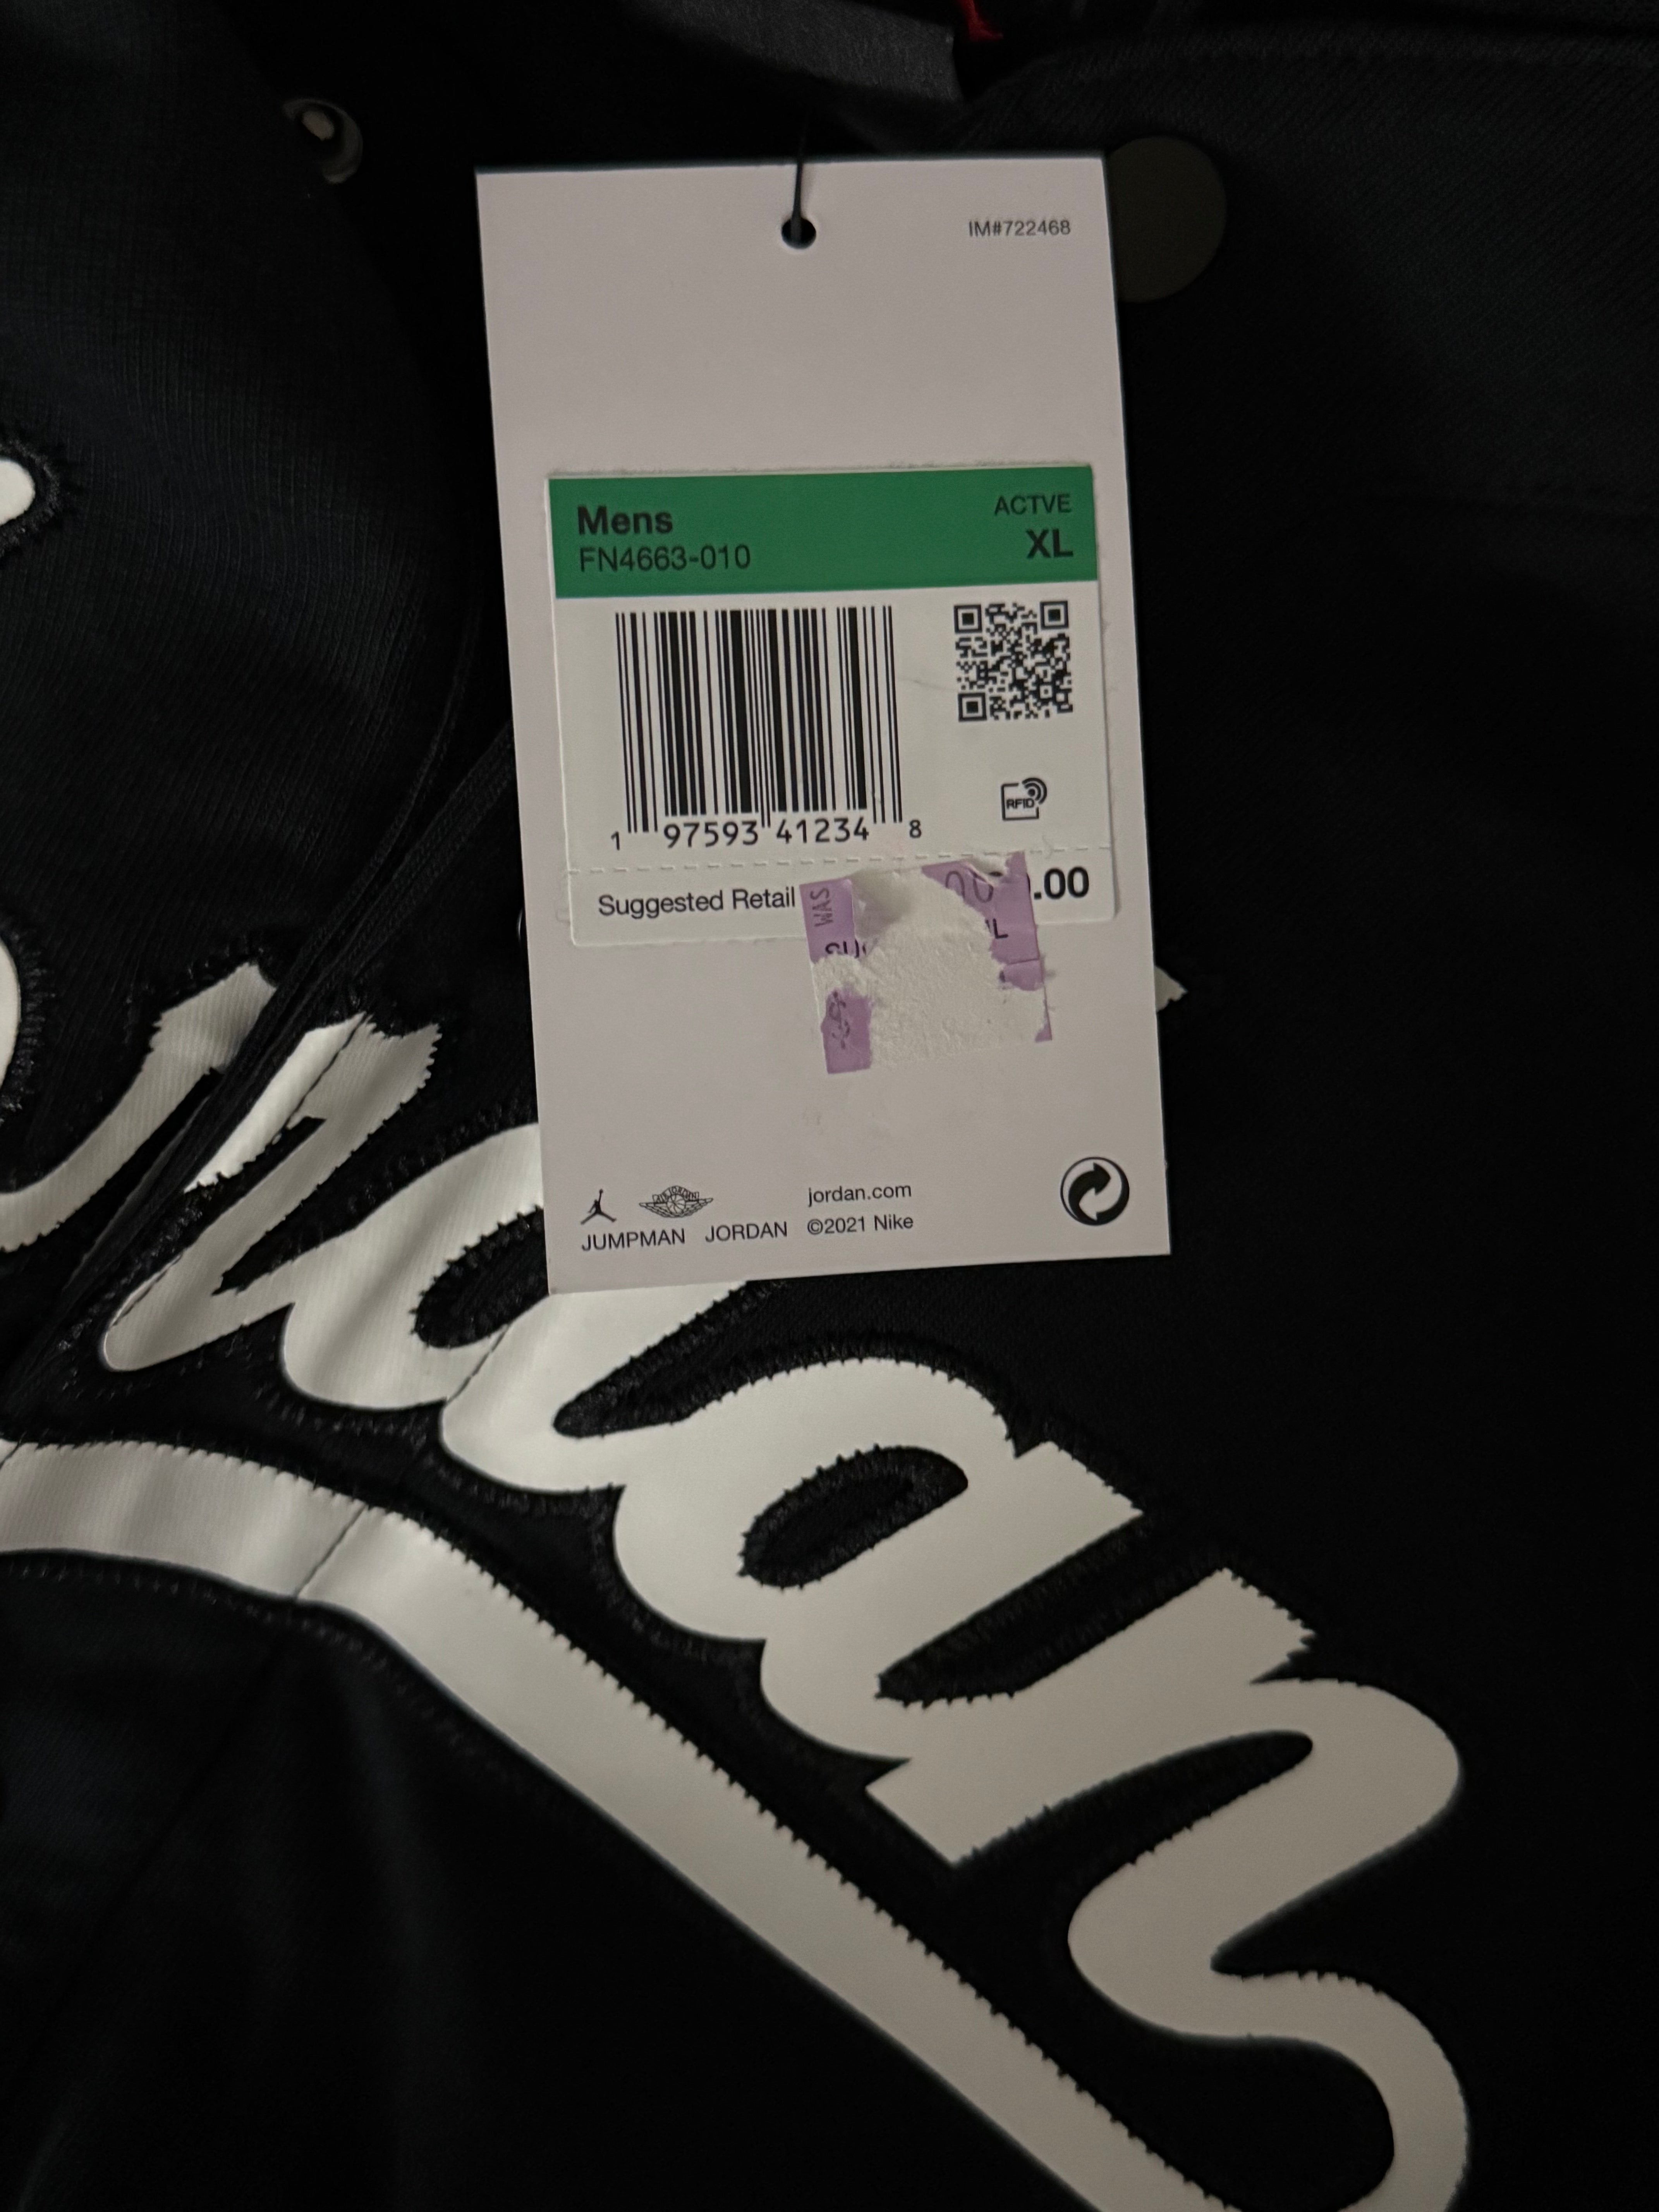 IM#722468
Mens
ACTVE
FN4663-010
XL
RFID
1 97593 41234 8
Suggested Retail
.00
WAS
JUMPMAN JORDAN
jordan.com
©2021 Nike